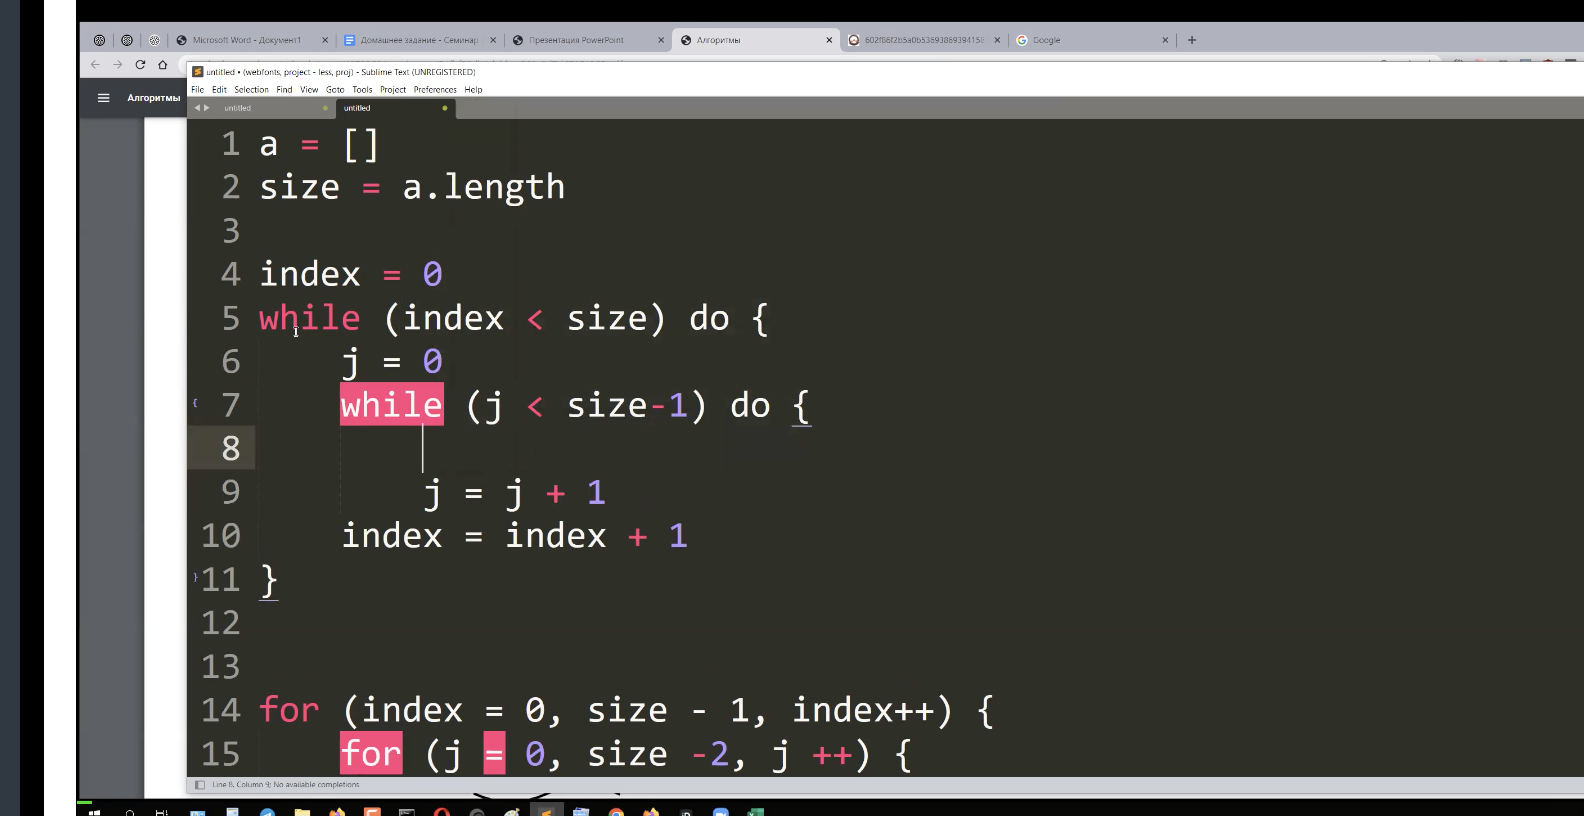 Microsoft Word - Документ1
Домашнее задание - Семинар
Презентация PowerPoint
Алгоритмы
Google
untitled • (webfonts, project - less, proj) - Sublime Text (UNREGISTERED)
Алгоритмы
File Edit Selection Find View Goto Tools Project Preferences Help
untitled untitled
1 a = []
2 size = a.length
3
4 index = 0
5 while (index < size) do {
6 j = 0
7 while (j < size-1) do {
8
9 j = j + 1
10 index = index + 1
11 }
12
13
14 for (index = 0, size - 1, index++) {
15 for (j = 0, size -2, j ++) {
Line 8, Column 9; No available completions